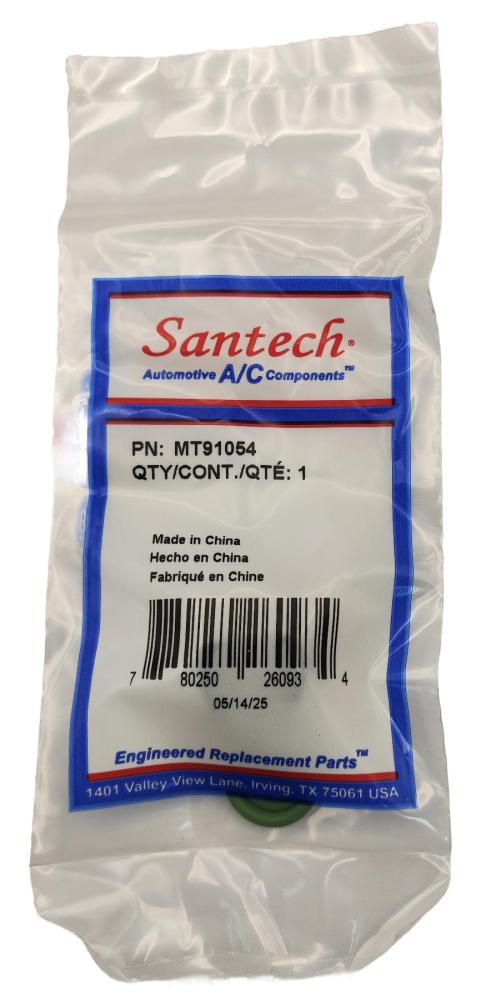 Santech®
Automotive A/C Components™
PN: MT91054
QTY/CONT./QTÉ: 1
Made in China
Hecho en China
Fabriqué en Chine
7 80250 26093 4
05/14/25
Engineered Replacement Parts™
1401 Valley View Lane, Irving, TX 75061 USA